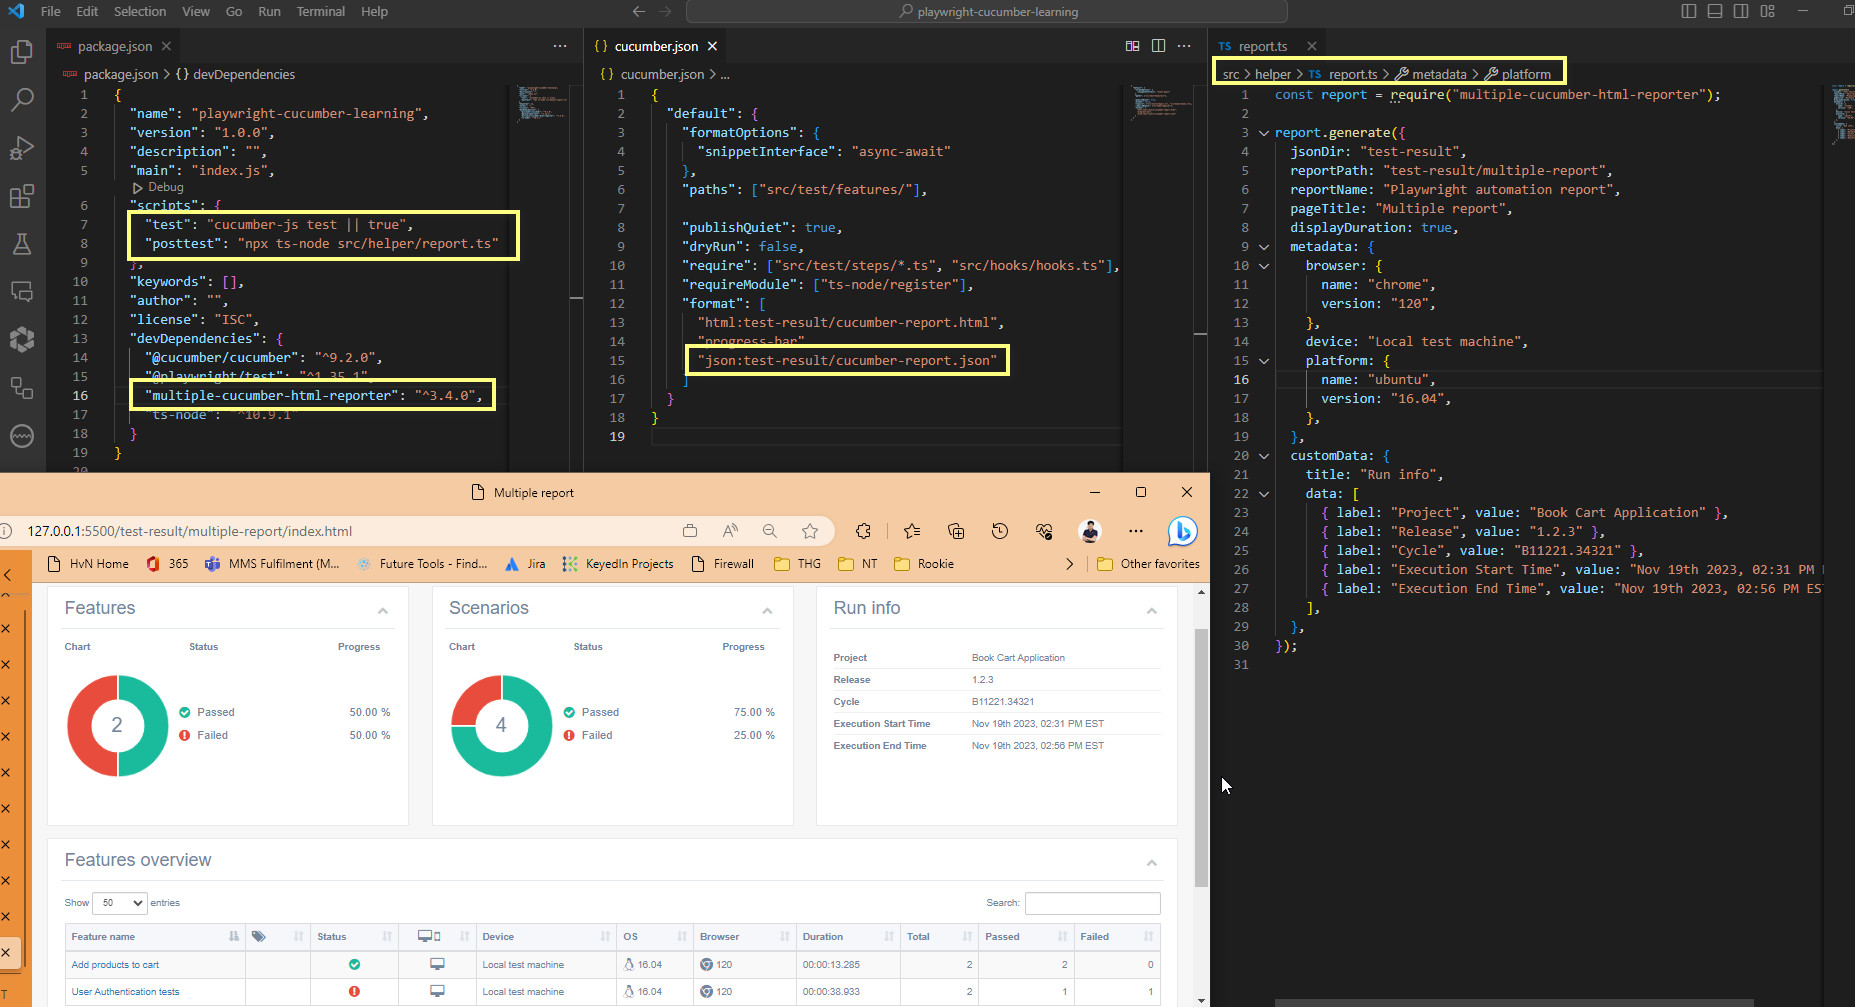 File Edit Selection View Go Run Terminal Help
playwright-cucumber-learning
package.json
package.json > {} devDependencies
1 {
2 "name": "playwright-cucumber-learning",
3 "version": "1.0.0",
4 "description": "",
5 "main": "index.js",
Debug
6 "scripts": {
7 "test": "cucumber-js test || true",
8 "posttest": "npx ts-node src/helper/report.ts"
9 },
10 "keywords": [],
11 "author": "",
12 "license": "ISC",
13 "devDependencies": {
14 "@cucumber/cucumber": "^9.2.0",
15 "@playwright/test": "^1.35.1",
16 "multiple-cucumber-html-reporter": "^3.4.0",
17 "ts-node": "^10.9.1"
18 }
19 }
20
{} cucumber.json
{} cucumber.json > ...
1 {
2 "default": {
3 "formatOptions": {
4 "snippetInterface": "async-await"
5 },
6 "paths": ["src/test/features/"],
7
8 "publishQuiet": true,
9 "dryRun": false,
10 "require": ["src/test/steps/*.ts", "src/hooks/hooks.ts"],
11 "requireModule": ["ts-node/register"],
12 "format": [
13 "html:test-result/cucumber-report.html",
14 "progress-bar"
15 "json:test-result/cucumber-report.json"
16 ]
17 }
18 }
19
TS report.ts
src > helper > TS report.ts > metadata > platform
1 const report = require("multiple-cucumber-html-reporter");
2
3 report.generate({
4 jsonDir: "test-result",
5 reportPath: "test-result/multiple-report",
6 reportName: "Playwright automation report",
7 pageTitle: "Multiple report",
8 displayDuration: true,
9 metadata: {
10 browser: {
11 name: "chrome",
12 version: "120",
13 },
14 device: "Local test machine",
15 platform: {
16 name: "ubuntu",
17 version: "16.04",
18 },
19 },
20 customData: {
21 title: "Run info",
22 data: [
23 { label: "Project", value: "Book Cart Application" },
24 { label: "Release", value: "1.2.3" },
25 { label: "Cycle", value: "B11221.34321" },
26 { label: "Execution Start Time", value: "Nov 19th 2023, 02:31 PM
27 { label: "Execution End Time", value: "Nov 19th 2023, 02:56 PM ES
28 ],
29 },
30 });
31
Multiple report
127.0.0.1:5500/test-result/multiple-report/index.html
HvN Home 365 MMS Fulfilment (M... Future Tools - Find... Jira KeyedIn Projects Firewall THG NT Rookie Other favorites
Features
Chart Status Progress
2
Passed 50.00 %
Failed 50.00 %
Scenarios
Chart Status Progress
4
Passed 75.00 %
Failed 25.00 %
Run info
Project Book Cart Application
Release 1.2.3
Cycle B11221.34321
Execution Start Time Nov 19th 2023, 02:31 PM EST
Execution End Time Nov 19th 2023, 02:56 PM EST
Features overview
Show 50 entries Search:
Feature name Status Device OS Browser Duration Total Passed Failed
Add products to cart Local test machine 16.04 120 00:00:13.285 2 2 0
User Authentication tests Local test machine 16.04 120 00:00:38.933 2 1 1